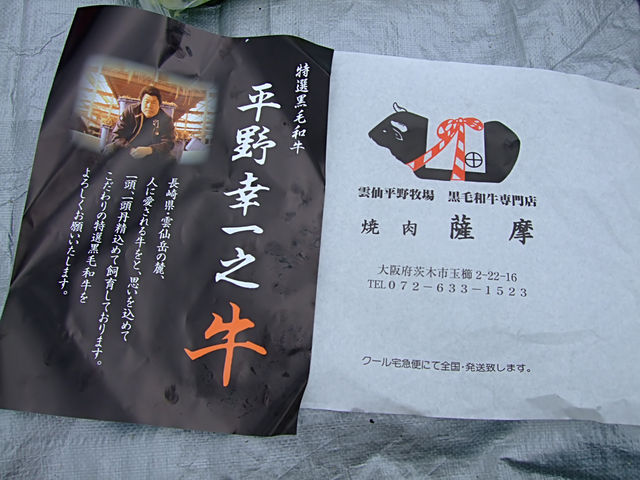 特選黒毛和牛
平野幸一之牛
長崎県・雲仙岳の麓、
人に愛される牛をと、思いを込めて
一頭、一頭丹精込めて飼育しております。
こだわりの特選黒毛和牛を
よろしくお願いいたします。
雲仙平野牧場 黒毛和牛専門店
焼肉 薩摩
大阪府茨木市玉櫛2-22-16
TEL072-633-1523
クール宅急便にて全国・発送致します。